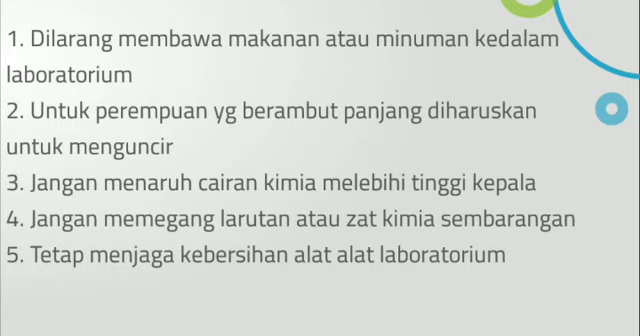 1. Dilarang membawa makanan atau minuman kedalam
laboratorium
2. Untuk perempuan yg berambut panjang diharuskan
untuk menguncir
3. Jangan menaruh cairan kimia melebihi tinggi kepala
4. Jangan memegang larutan atau zat kimia sembarangan
5. Tetap menjaga kebersihan alat alat laboratorium